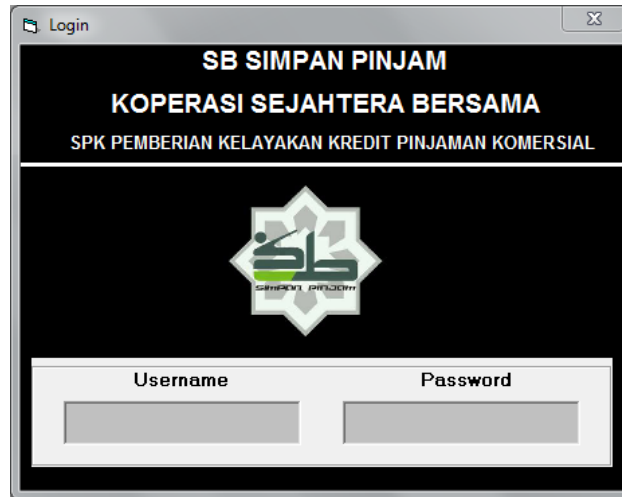 Login
SB SIMPAN PINJAM
KOPERASI SEJAHTERA BERSAMA
SPK PEMBERIAN KELAYAKAN KREDIT PINJAMAN KOMERSIAL
SIMPAN PINJAM
Username Password